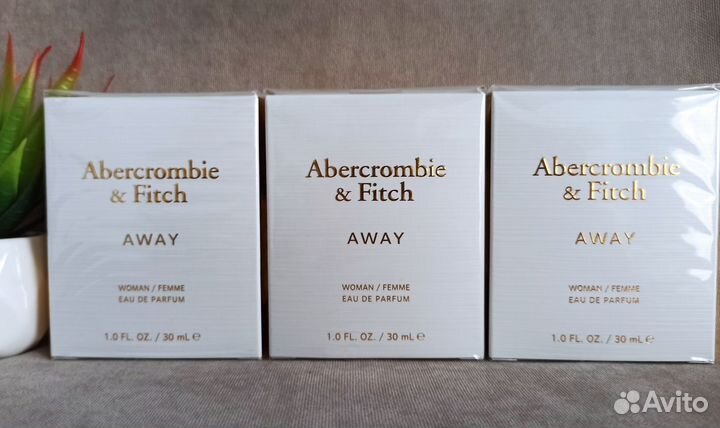 Abercrombie
& Fitch
AWAY
WOMAN / FEMME
EAU DE PARFUM
1.0 FL. OZ. / 30 mL ℮
Abercrombie
& Fitch
AWAY
WOMAN / FEMME
EAU DE PARFUM
1.0 FL. OZ. / 30 mL ℮
Abercrombie
& Fitch
AWAY
WOMAN / FEMME
EAU DE PARFUM
1.0 FL. OZ. / 30 mL ℮
Avito